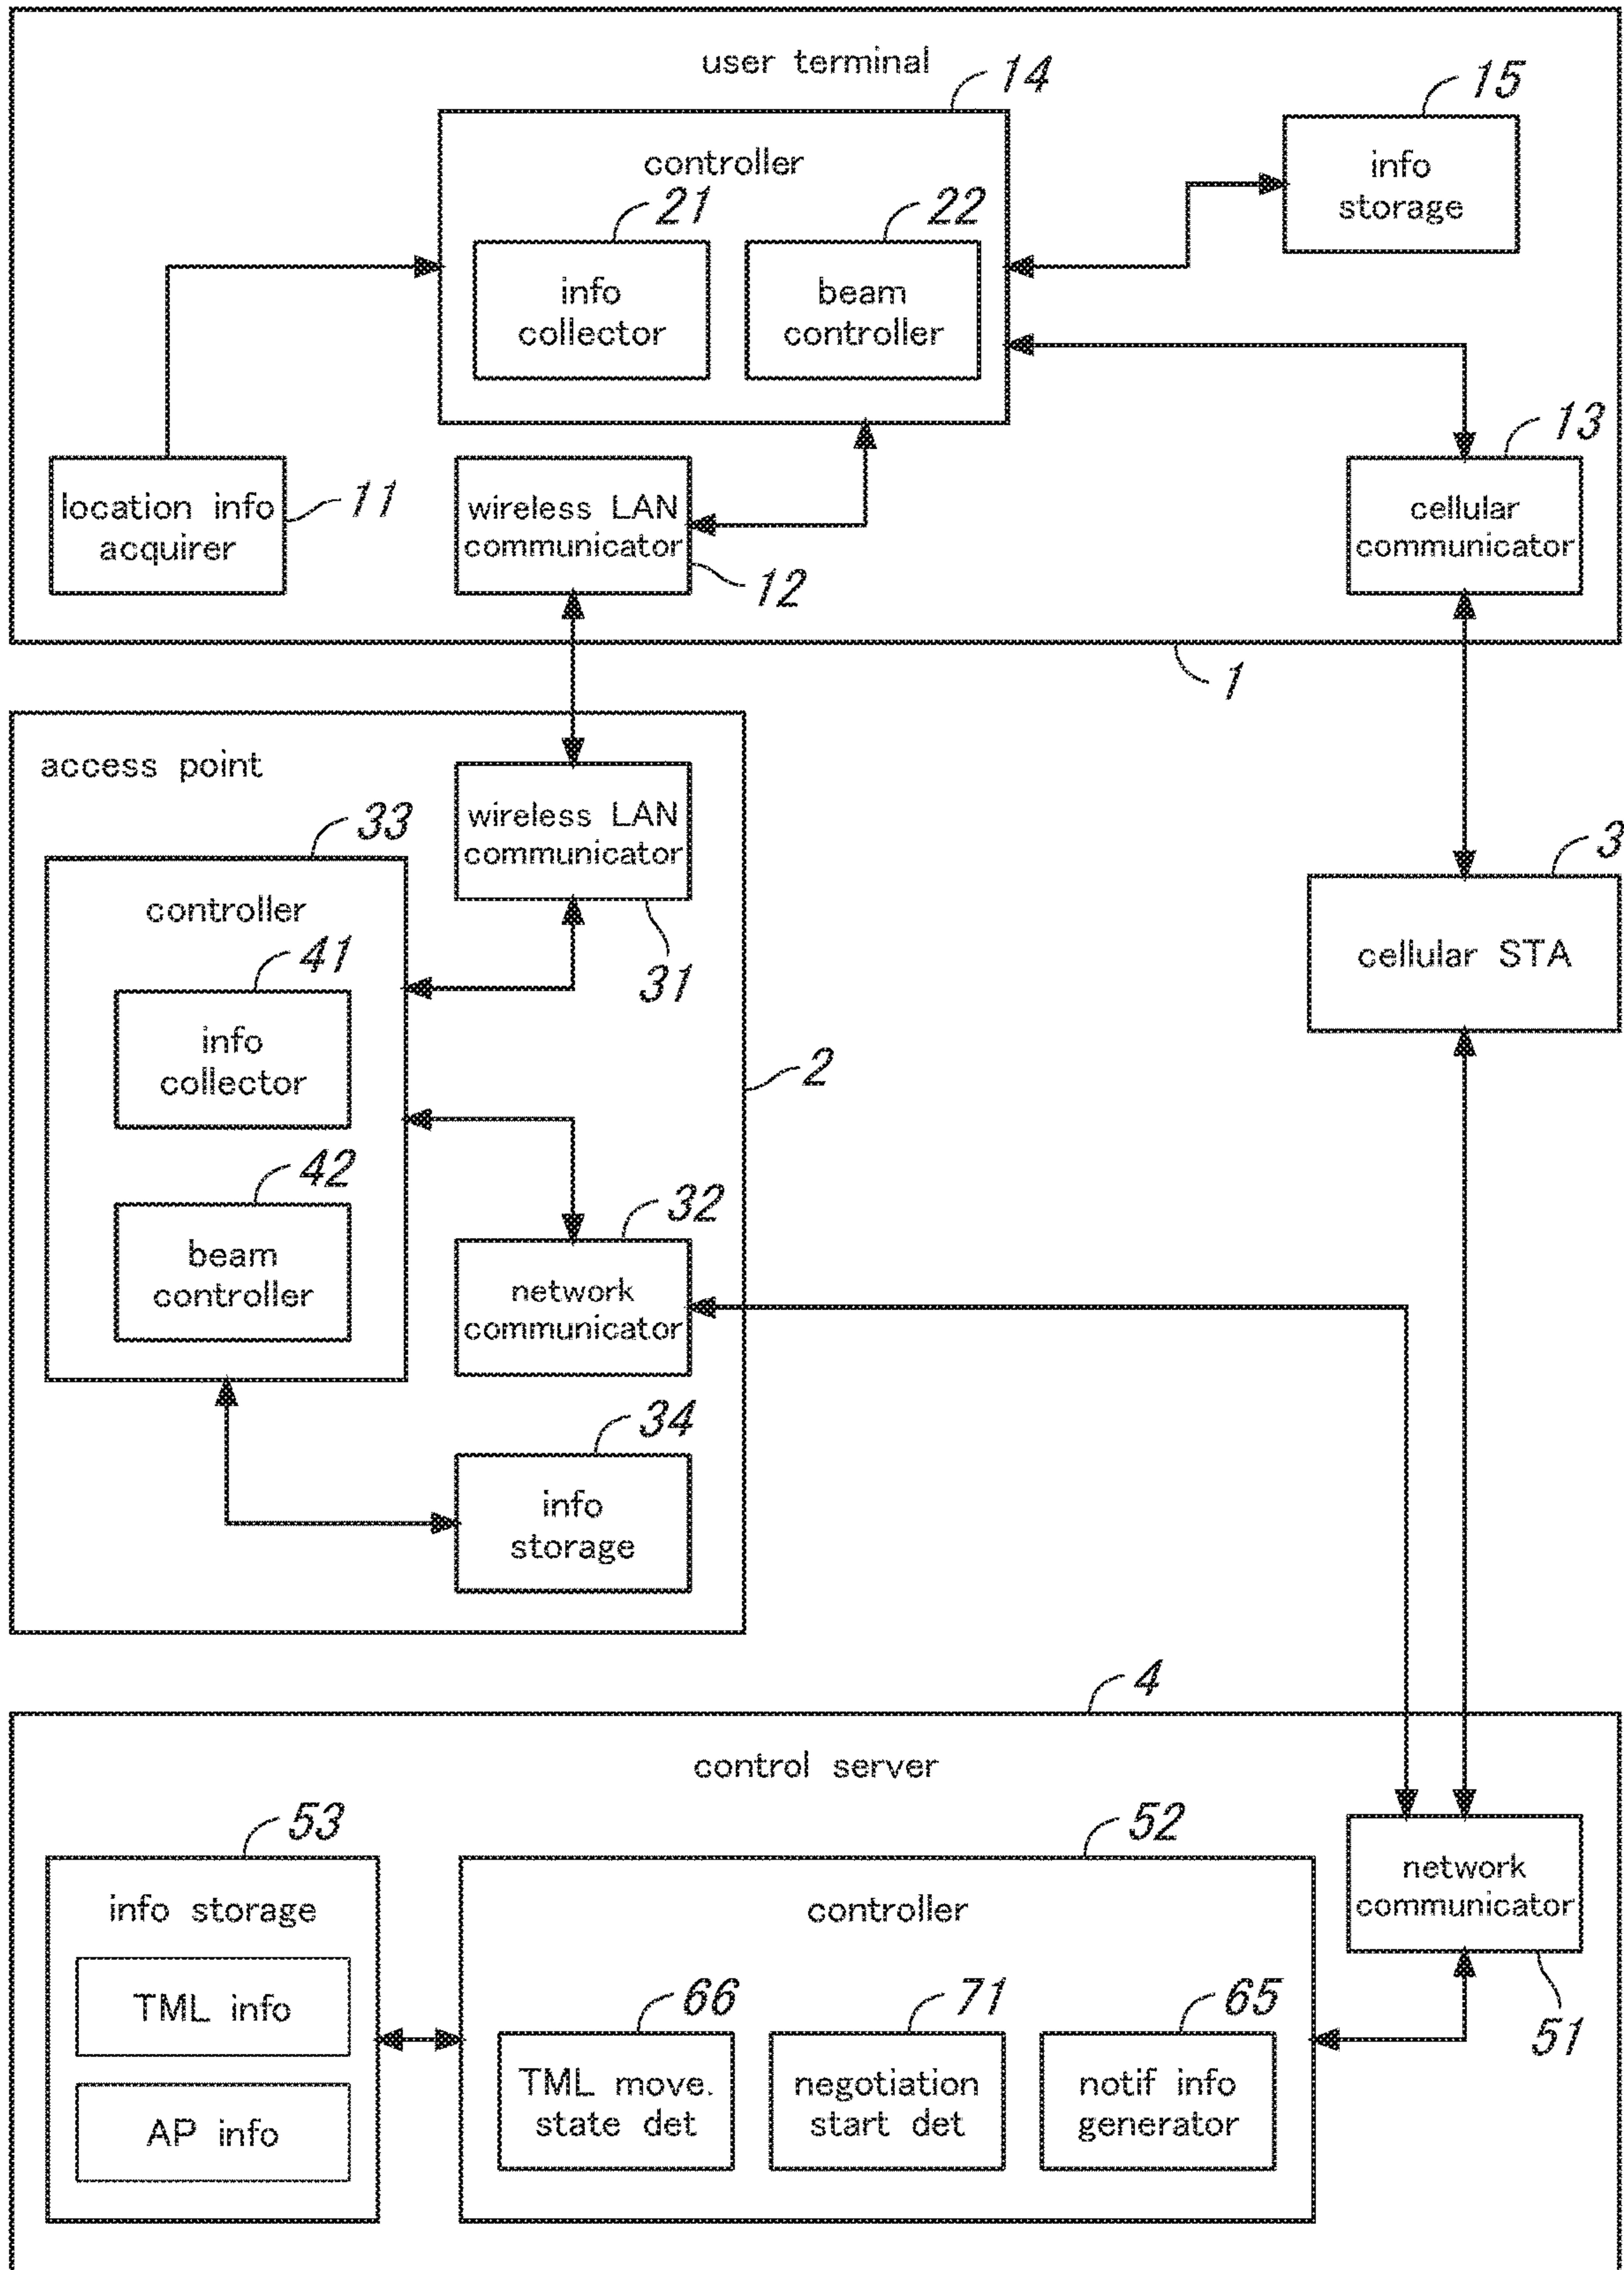 user terminal
14
15
controller
info
storage
21
22
info
collector
beam
controller
13
location info
acquirer
11
wireless LAN
communicator
12
cellular
communicator
1
access point
wireless LAN
communicator
33
3
controller
31
cellular STA
41
info
collector
2
42
32
beam
controller
network
communicator
34
info
storage
4
control server
53
52
network
communicator
info storage
controller
51
TML info
66
71
65
TML move.
state det
negotiation
start det
notif info
generator
AP info